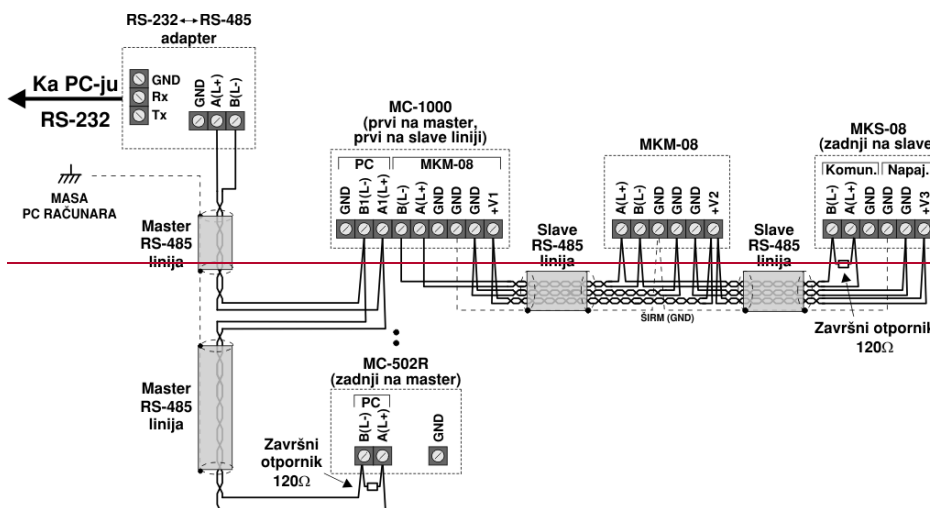 RS-232↔RS-485
adapter
GND
Rx
Tx
GND
A(L+)
B(L-)
Ka PC-ju
RS-232
MASA
PC RAČUNARA
Master
RS-485
linija
MC-1000
(prvi na master,
prvi na slave liniji)
PC
MKM-08
GND
B1(L-)
A1(L+)
B(L-)
A(L+)
GND
GND
GND
+V1
Slave
RS-485
linija
MKM-08
A(L+)
B(L-)
GND
GND
GND
+V2
ŠIRM (GND)
Slave
RS-485
linija
MKS-08
(zadnji na slave
Komun.
Napaj.
B(L-)
A(L+)
GND
GND
GND
+V3
Završni
otpornik
120Ω
Master
RS-485
linija
MC-502R
(zadnji na master)
PC
B(L-)
A(L+)
GND
Završni
otpornik
120Ω